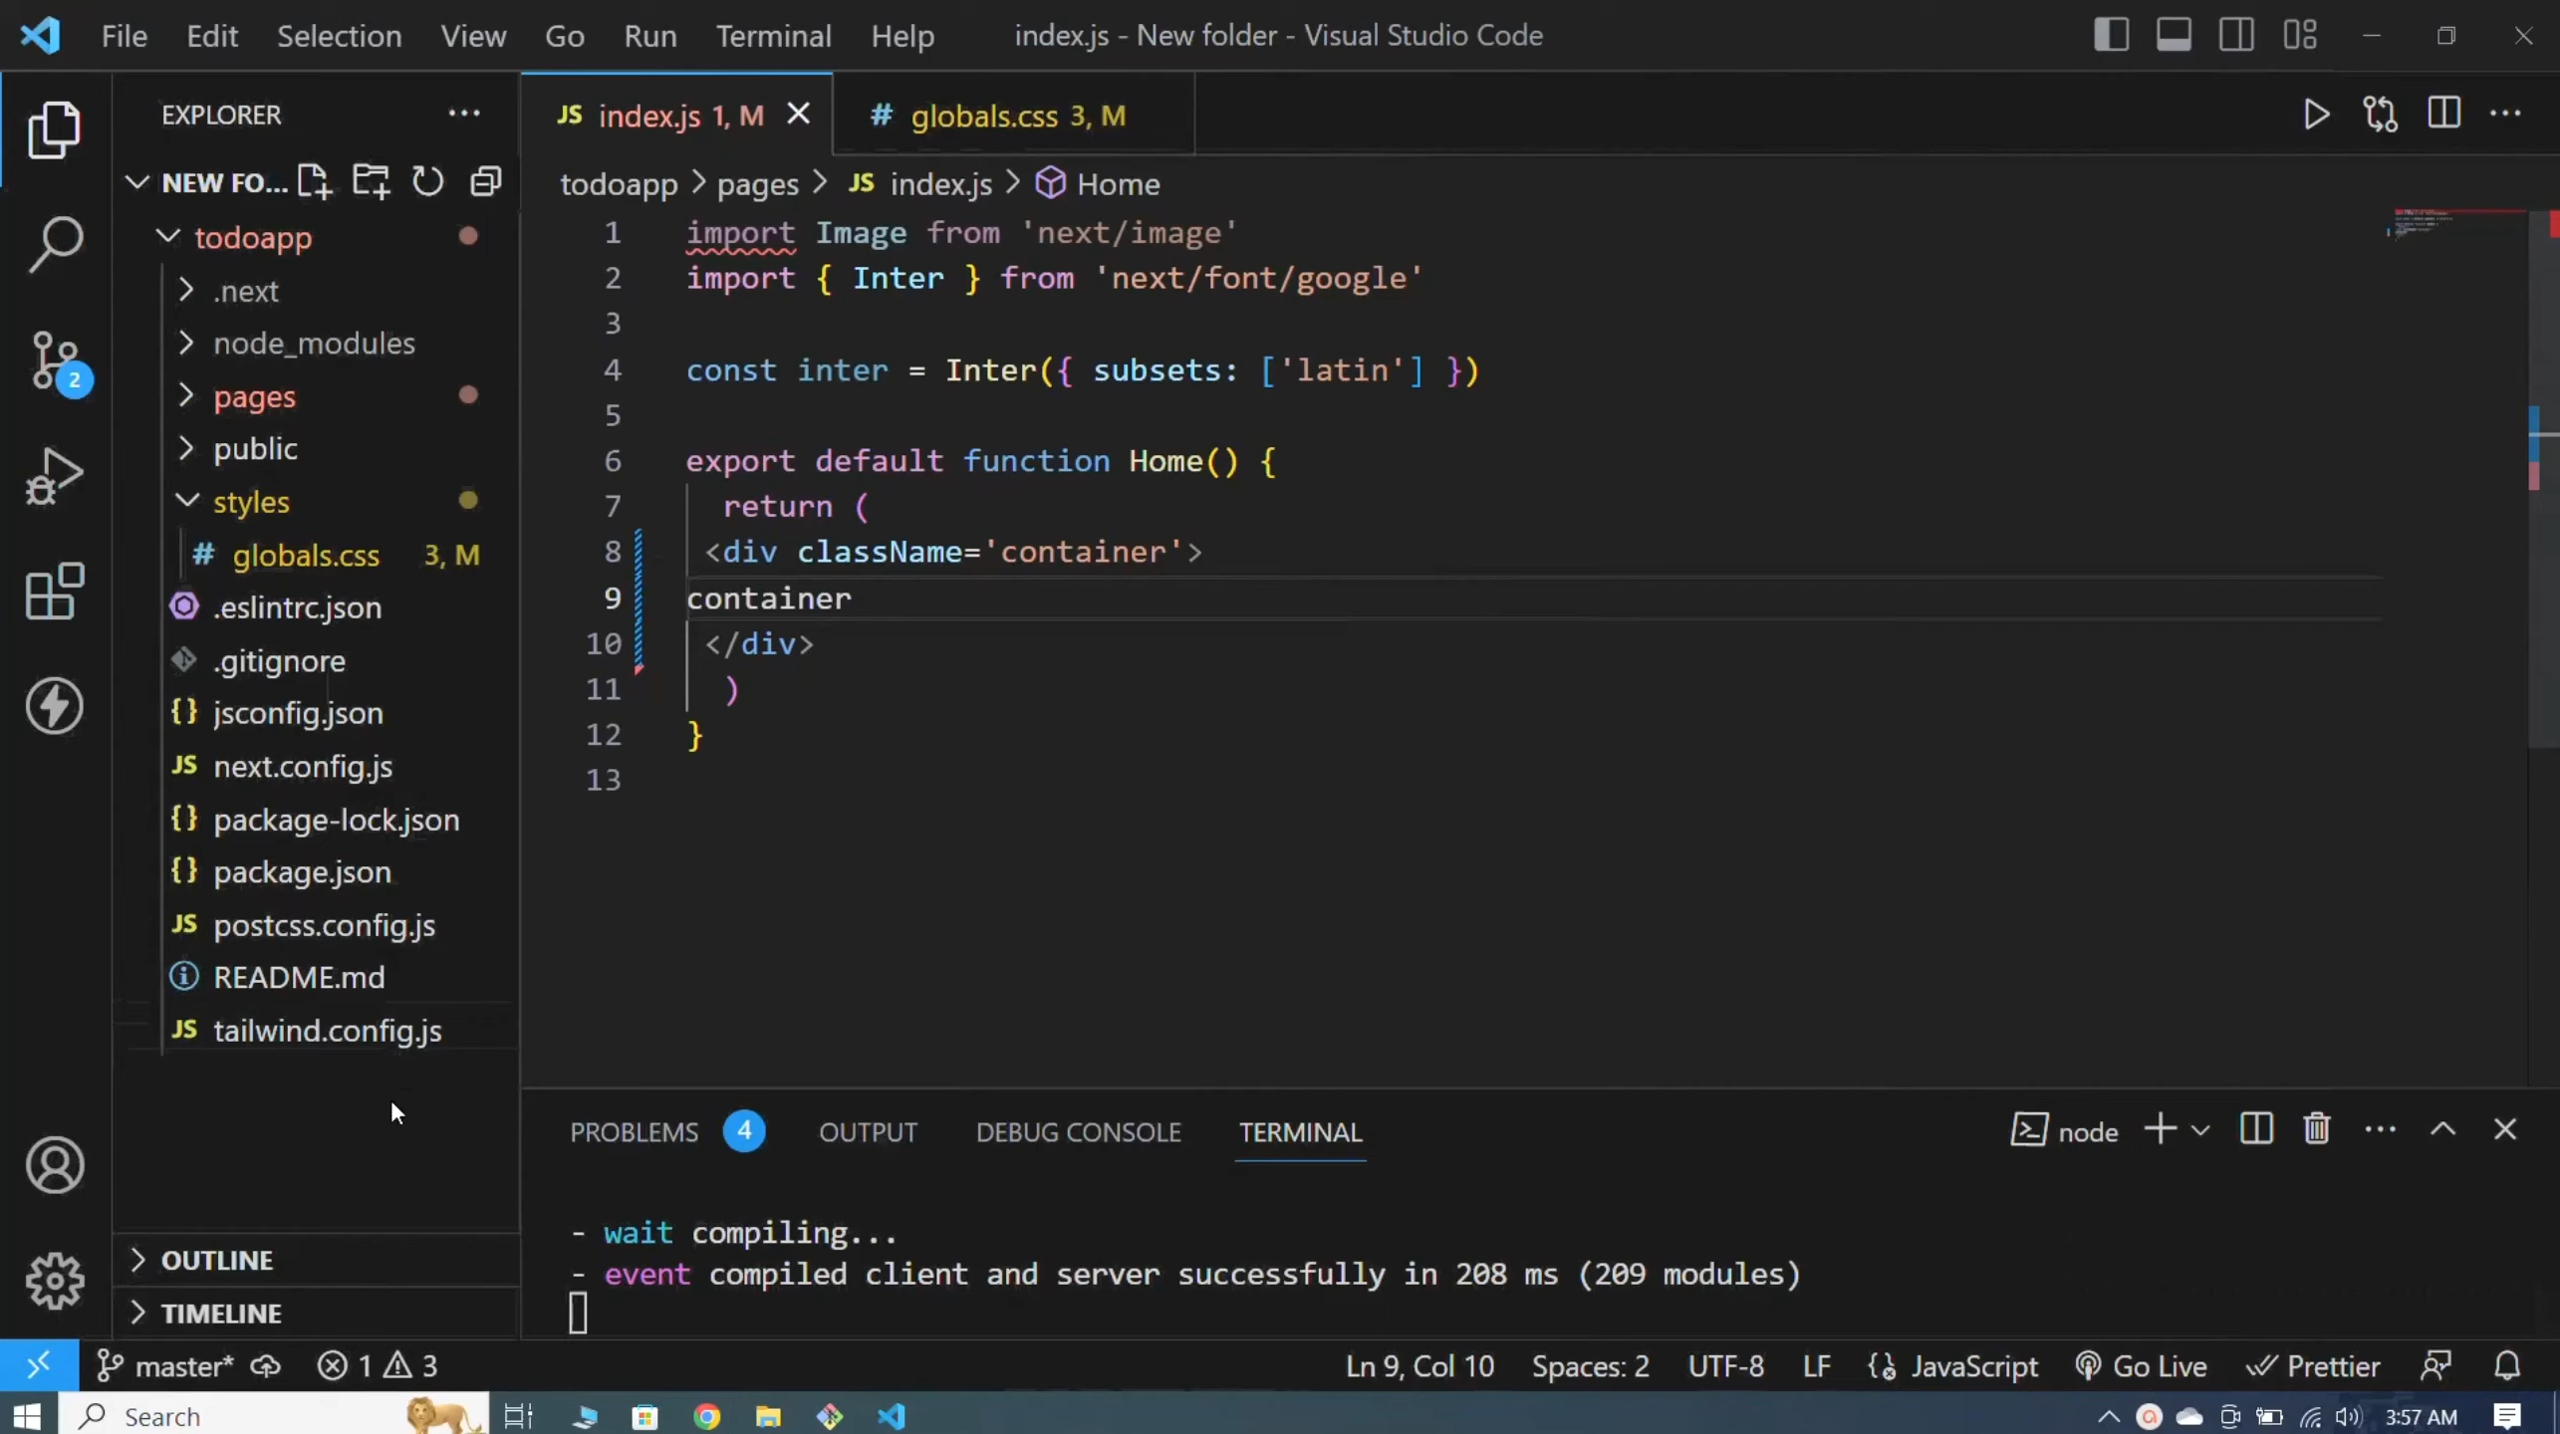 File Edit Selection View Go Run Terminal Help index.js - New folder - Visual Studio Code
EXPLORER
NEW FO...
todoapp
.next
node_modules
pages
public
styles
# globals.css 3, M
.eslintrc.json
.gitignore
{} jsconfig.json
JS next.config.js
{} package-lock.json
{} package.json
JS postcss.config.js
README.md
JS tailwind.config.js
OUTLINE
TIMELINE
2
JS index.js 1, M
# globals.css 3, M
todoapp > pages > JS index.js > Home
1 import Image from 'next/image'
2 import { Inter } from 'next/font/google'
3
4 const inter = Inter({ subsets: ['latin'] })
5
6 export default function Home() {
7 return (
8 <div className='container'>
9 container
10 </div>
11 )
12 }
13
PROBLEMS 4 OUTPUT DEBUG CONSOLE TERMINAL node
- wait compiling...
- event compiled client and server successfully in 208 ms (209 modules)
master* 1 3 Ln 9, Col 10 Spaces: 2 UTF-8 LF {} JavaScript Go Live Prettier
Search 3:57 AM